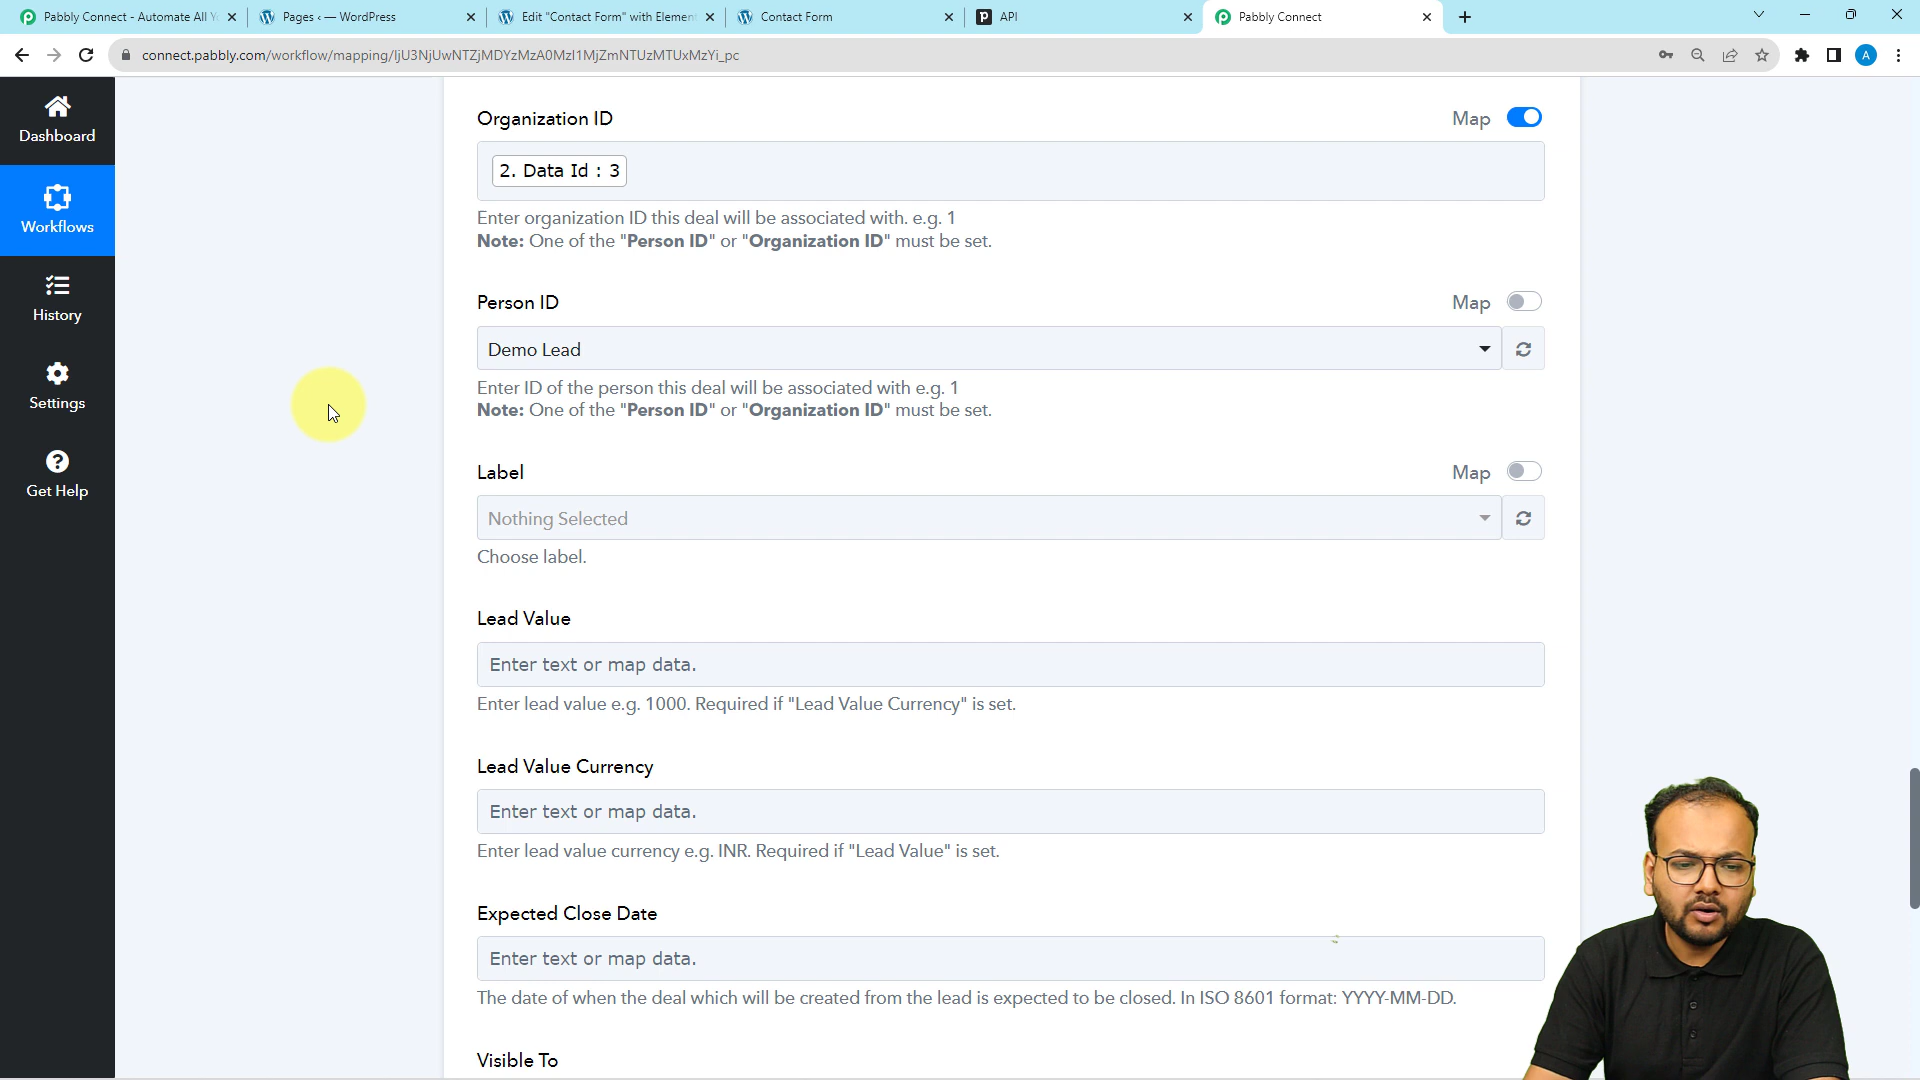 Pabbly Connect - Automate All Y
Pages ‹ — WordPress
Edit "Contact Form" with Elemen
Contact Form
API
Pabbly Connect
connect.pabbly.com/workflow/mapping/IjU3NjUwNTZjMDYzMzA0MzI1MjZmNTUzMTUxMzYi_pc
A
Dashboard
Workflows
History
Settings
Get Help
Organization ID
Map
2. Data Id : 3
Enter organization ID this deal will be associated with. e.g. 1
Note: One of the "Person ID" or "Organization ID" must be set.
Person ID
Map
Demo Lead
Enter ID of the person this deal will be associated with e.g. 1
Note: One of the "Person ID" or "Organization ID" must be set.
Label
Map
Nothing Selected
Choose label.
Lead Value
Enter text or map data.
Enter lead value e.g. 1000. Required if "Lead Value Currency" is set.
Lead Value Currency
Enter text or map data.
Enter lead value currency e.g. INR. Required if "Lead Value" is set.
Expected Close Date
Enter text or map data.
The date of when the deal which will be created from the lead is expected to be closed. In ISO 8601 format: YYYY-MM-DD.
Visible To